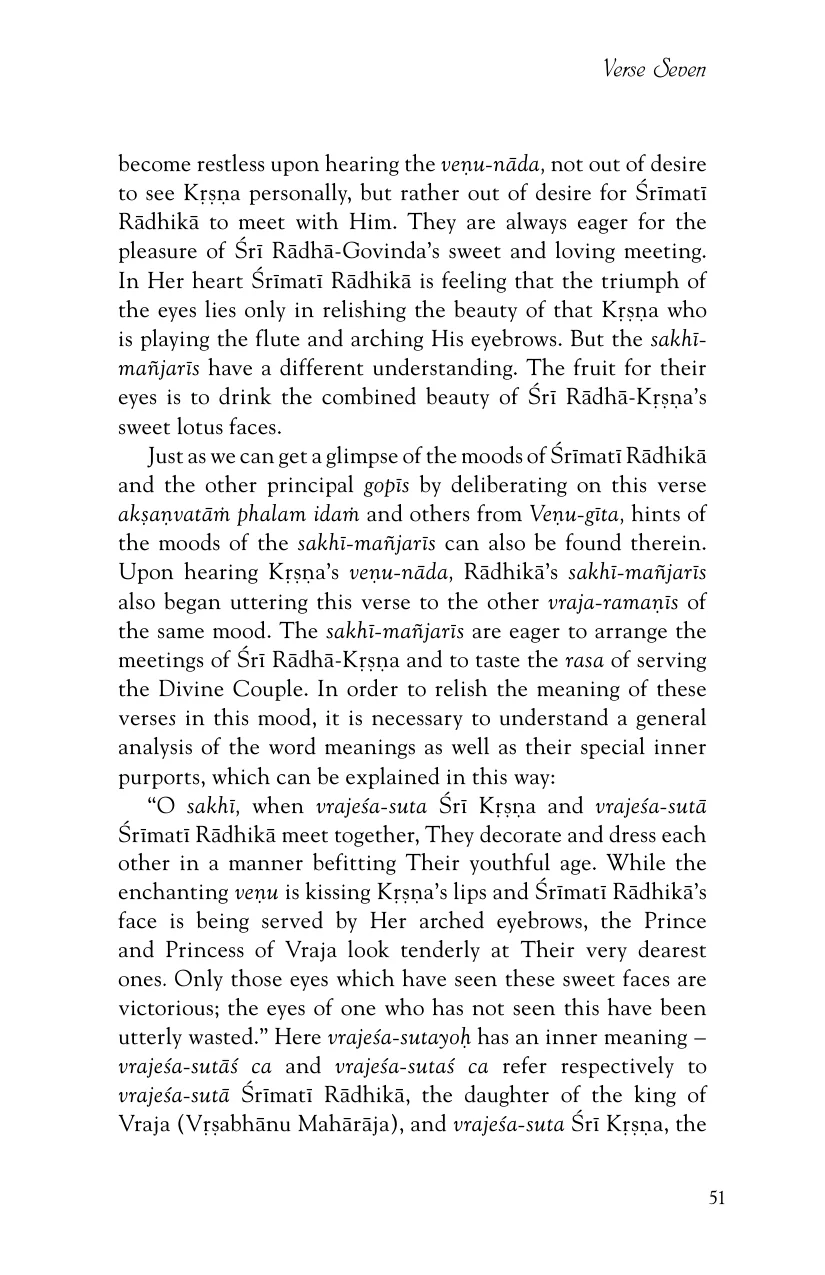 Verse Seven
become restless upon hearing the veṇu-nāda, not out of desire
to see Kṛṣṇa personally, but rather out of desire for Śrīmatī
Rādhikā to meet with Him. They are always eager for the
pleasure of Śrī Rādhā-Govinda’s sweet and loving meeting.
In Her heart Śrīmatī Rādhikā is feeling that the triumph of
the eyes lies only in relishing the beauty of that Kṛṣṇa who
is playing the flute and arching His eyebrows. But the sakhī-
mañjarīs have a different understanding. The fruit for their
eyes is to drink the combined beauty of Śrī Rādhā-Kṛṣṇa’s
sweet lotus faces.
Just as we can get a glimpse of the moods of Śrīmatī Rādhikā
and the other principal gopīs by deliberating on this verse
akṣaṇvatāṁ phalam idaṁ and others from Veṇu-gīta, hints of
the moods of the sakhī-mañjarīs can also be found therein.
Upon hearing Kṛṣṇa’s veṇu-nāda, Rādhikā’s sakhī-mañjarīs
also began uttering this verse to the other vraja-ramaṇīs of
the same mood. The sakhī-mañjarīs are eager to arrange the
meetings of Śrī Rādhā-Kṛṣṇa and to taste the rasa of serving
the Divine Couple. In order to relish the meaning of these
verses in this mood, it is necessary to understand a general
analysis of the word meanings as well as their special inner
purports, which can be explained in this way:
“O sakhī, when vrajeśa-suta Śrī Kṛṣṇa and vrajeśa-sutā
Śrīmatī Rādhikā meet together, They decorate and dress each
other in a manner befitting Their youthful age. While the
enchanting veṇu is kissing Kṛṣṇa’s lips and Śrīmatī Rādhikā’s
face is being served by Her arched eyebrows, the Prince
and Princess of Vraja look tenderly at Their very dearest
ones. Only those eyes which have seen these sweet faces are
victorious; the eyes of one who has not seen this have been
utterly wasted.” Here vrajeśa-sutayoḥ has an inner meaning –
vrajeśa-sutāś ca and vrajeśa-sutaś ca refer respectively to
vrajeśa-sutā Śrīmatī Rādhikā, the daughter of the king of
Vraja (Vṛṣabhānu Mahārāja), and vrajeśa-suta Śrī Kṛṣṇa, the
51